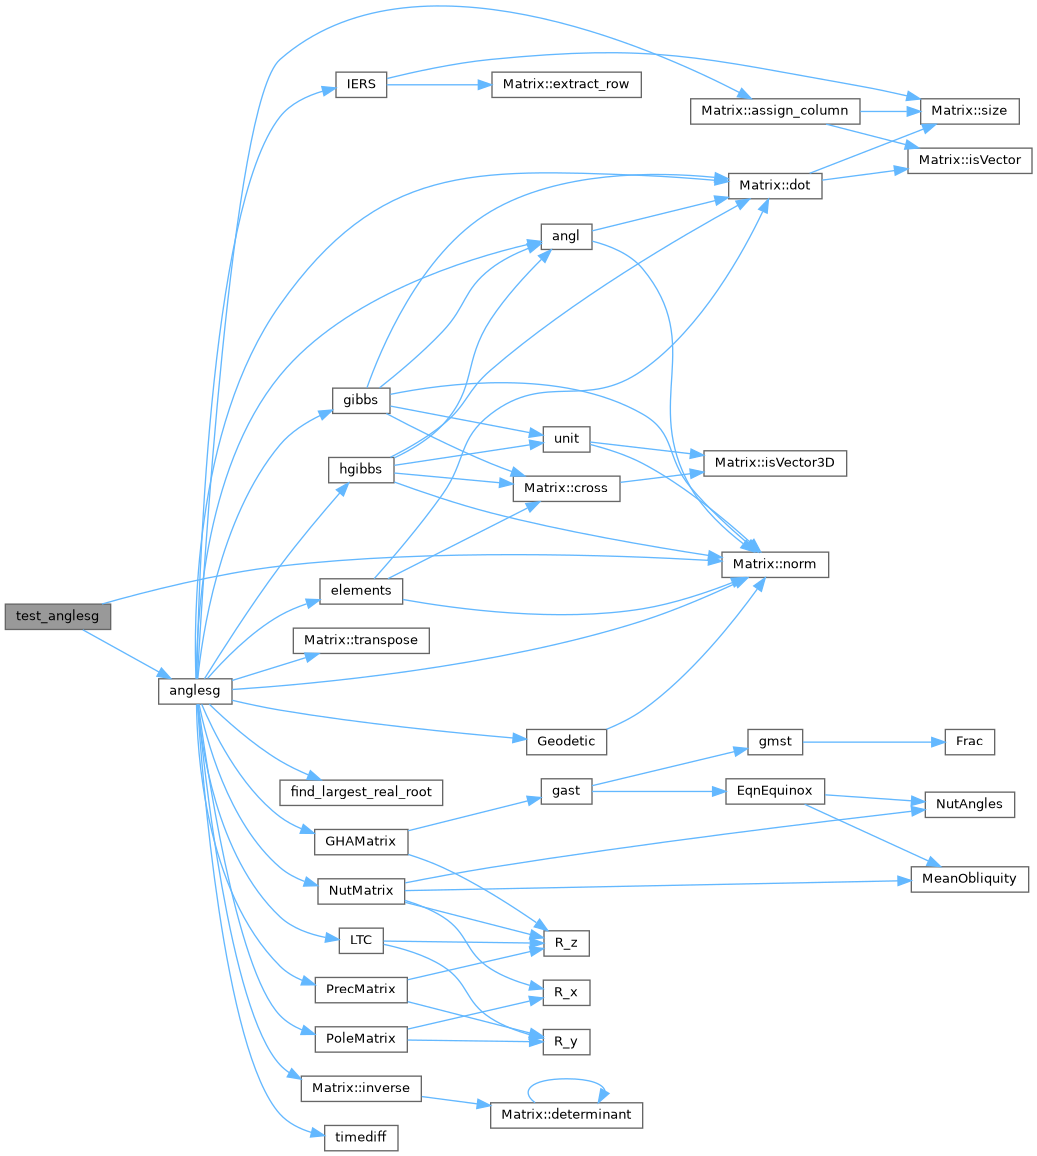 IERS
Matrix::extract_row
Matrix::assign_column
Matrix::size
Matrix::isVector
Matrix::dot
angl
gibbs
unit
hgibbs
Matrix::isVector3D
Matrix::cross
Matrix::norm
elements
test_anglesg
Matrix::transpose
anglesg
Geodetic
gmst
Frac
find_largest_real_root
gast
EqnEquinox
NutAngles
GHAMatrix
NutMatrix
MeanObliquity
LTC
R_z
PrecMatrix
R_x
PoleMatrix
R_y
Matrix::inverse
Matrix::determinant
timediff